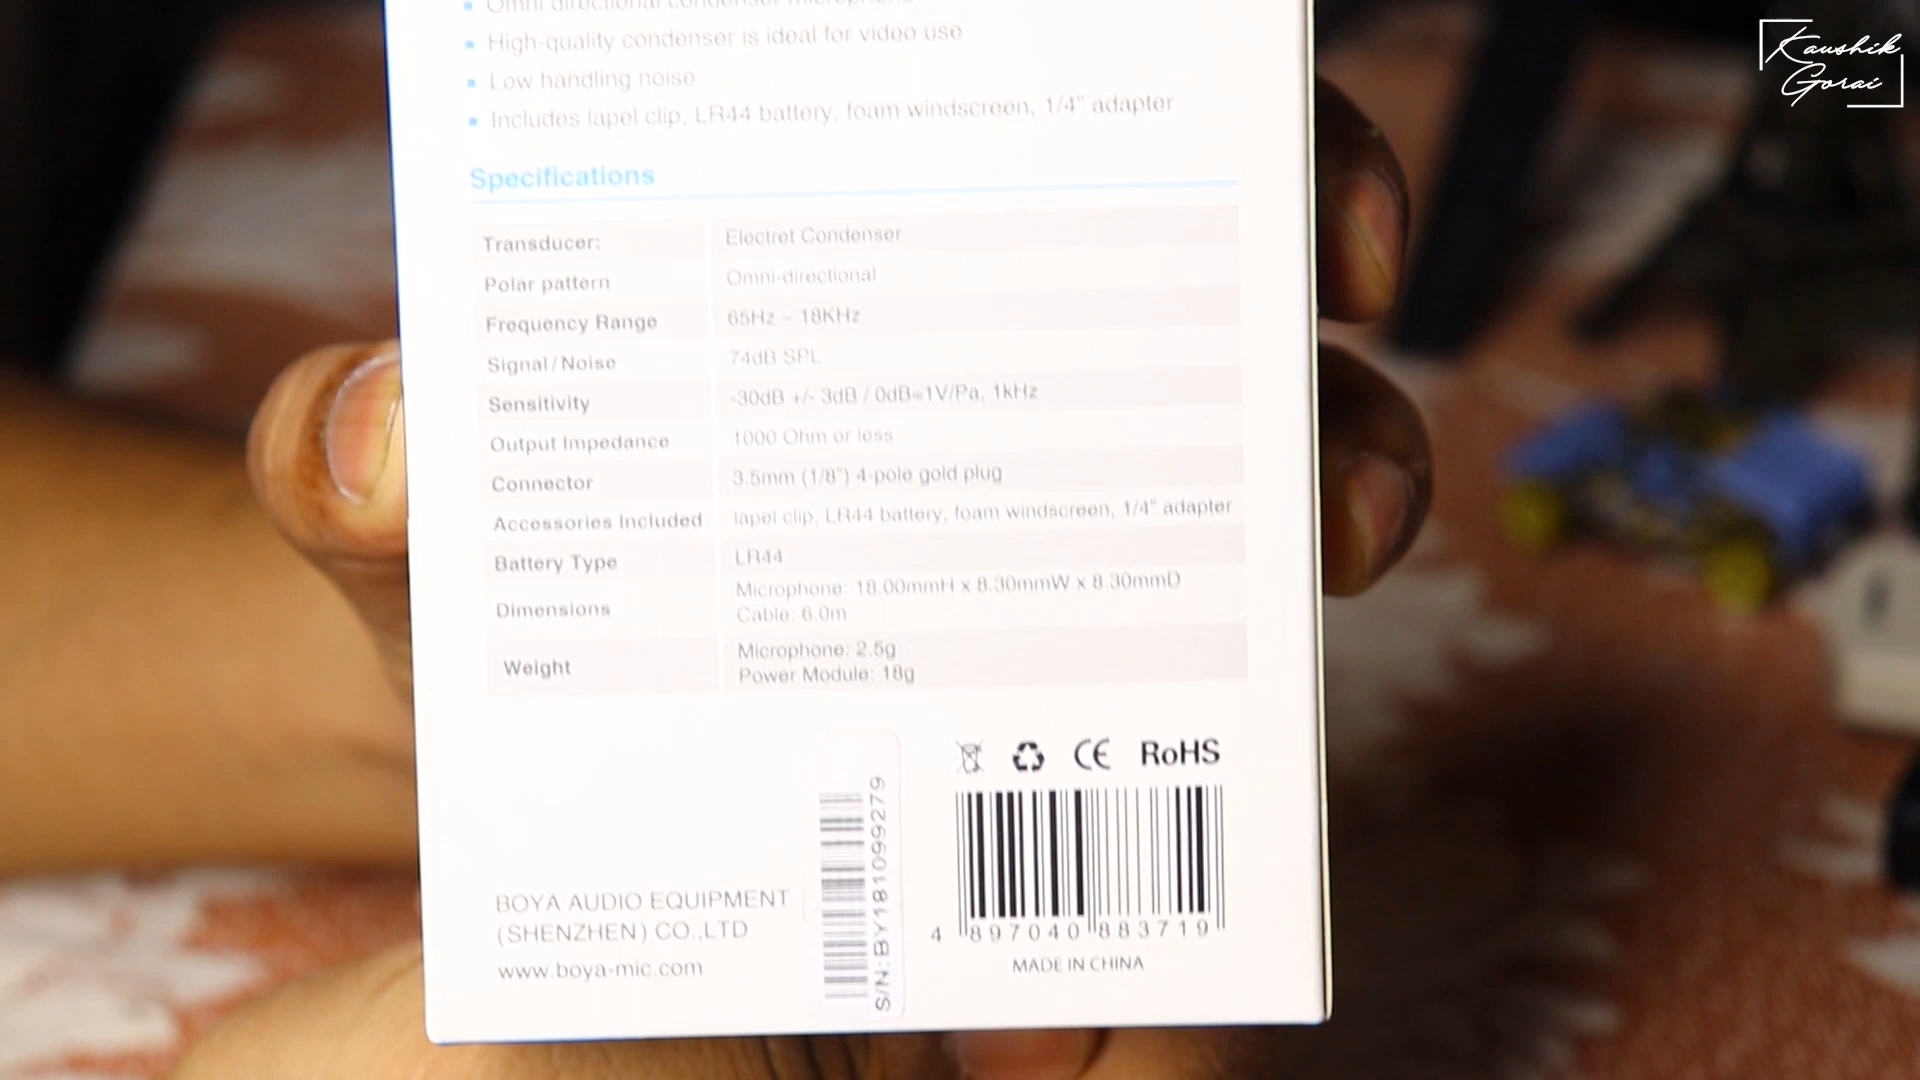 Kaushik
Gorai
Omni directional condenser microphone
High-quality condenser is ideal for video use
Low handling noise
Includes lapel clip, LR44 battery, foam windscreen, 1/4" adapter
Specifications
Transducer: Electret Condenser
Polar pattern Omni-directional
Frequency Range 65Hz - 18KHz
Signal/Noise 74dB SPL
Sensitivity -30dB +/- 3dB / 0dB=1V/Pa, 1kHz
Output Impedance 1000 Ohm or less
Connector 3.5mm (1/8") 4-pole gold plug
Accessories Included lapel clip, LR44 battery, foam windscreen, 1/4" adapter
Battery Type LR44
Dimensions Microphone: 18.00mmH x 8.30mmW x 8.30mmD
Cable: 6.0m
Weight Microphone: 2.5g
Power Module: 18g
CE RoHS
BOYA AUDIO EQUIPMENT
(SHENZHEN) CO.,LTD
www.boya-mic.com
S/N:BY181099279
4 897040 883719
MADE IN CHINA